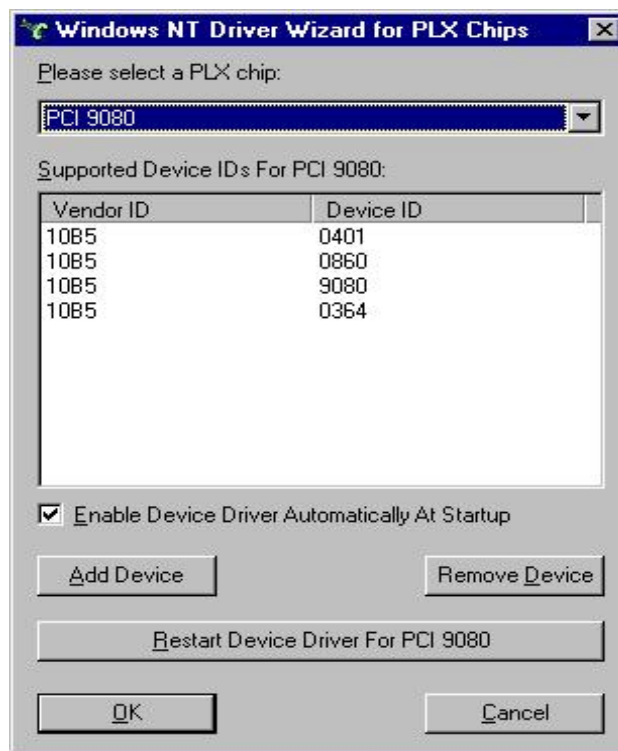 Windows NT Driver Wizard for PLX Chips
Please select a PLX chip:
PCI 9080
Supported Device IDs For PCI 9080:
Vendor ID Device ID
10B5 0401
10B5 0860
10B5 9080
10B5 0364
Enable Device Driver Automatically At Startup
Add Device Remove Device
Restart Device Driver For PCI 9080
OK Cancel